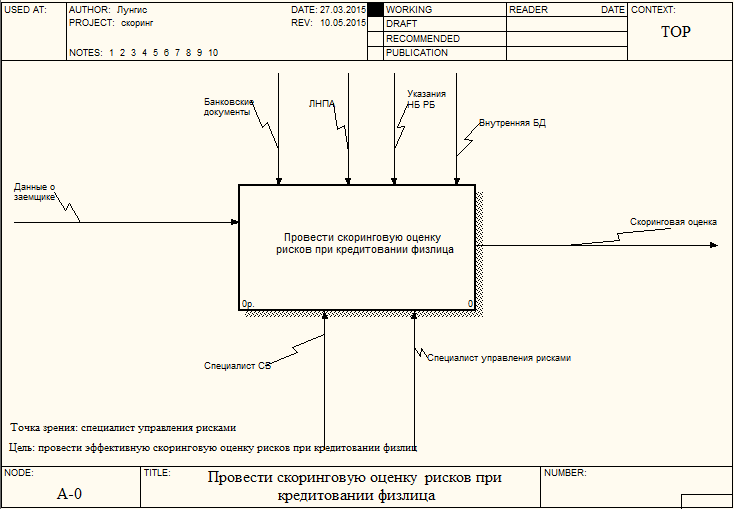 USED AT:
AUTHOR: Лунгис
DATE: 27.03.2015
WORKING
READER
DATE
CONTEXT:
PROJECT: скоринг
REV: 10.05.2015
DRAFT
TOP
RECOMMENDED
NOTES: 1 2 3 4 5 6 7 8 9 10
PUBLICATION
Банковские
документы
ЛНПА
Указания
НБ РБ
Внутренняя БД
Данные о
заемщике
Скоринговая оценка
Провести скоринговую оценку
рисков при кредитовании физлица
0р.
0
Специалист СБ
Специалист управления рисками
Точка зрения: специалист управления рисками
Цель: провести эффективную скоринговую оценку рисков при кредитовании физлиц
NODE:
TITLE:
NUMBER:
A-0
Провести скоринговую оценку рисков при
кредитовании физлица